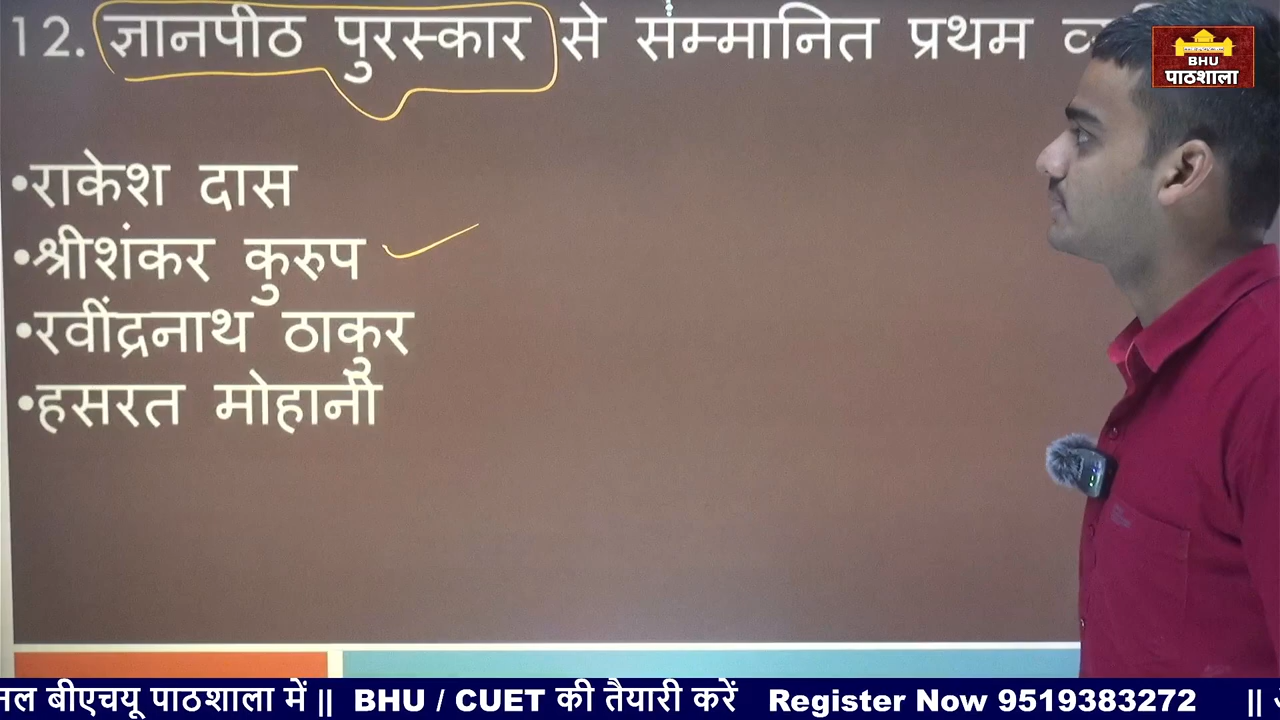 12. ज्ञानपीठ पुरस्कार से सम्मानित प्रथम
BHU
पाठशाला
•राकेश दास
•श्रीशंकर कुरुप
•रवींद्रनाथ ठाकुर
•हसरत मोहानी
बीएचयू पाठशाला में || BHU / CUET की तैयारी करें Register Now 9519383272 ||